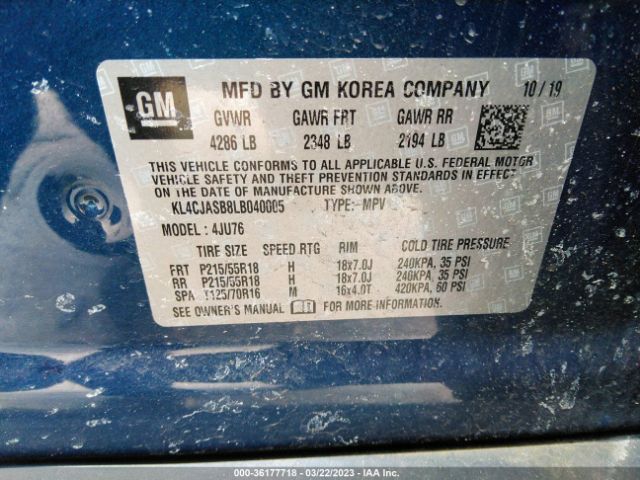 GM
MFD BY GM KOREA COMPANY 10/19
GVWR GAWR FRT GAWR RR
4286 LB 2348 LB 2194 LB
THIS VEHICLE CONFORMS TO ALL APPLICABLE U.S. FEDERAL MOTOR
VEHICLE SAFETY AND THEFT PREVENTION STANDARDS IN EFFECT
ON THE DATE OF MANUFACTURE SHOWN ABOVE.
KL4CJASB8LB040005 TYPE: MPV
MODEL: 4JU76
TIRE SIZE SPEED RTG RIM COLD TIRE PRESSURE
FRT P215/55R18 H 18x7.0J 240KPA, 35 PSI
RR P215/55R18 H 18x7.0J 240KPA, 35 PSI
SPA T125/70R16 M 16x4.0T 420KPA, 60 PSI
SEE OWNER'S MANUAL FOR MORE INFORMATION.
000-36177718 - 03/22/2023 - IAA Inc.